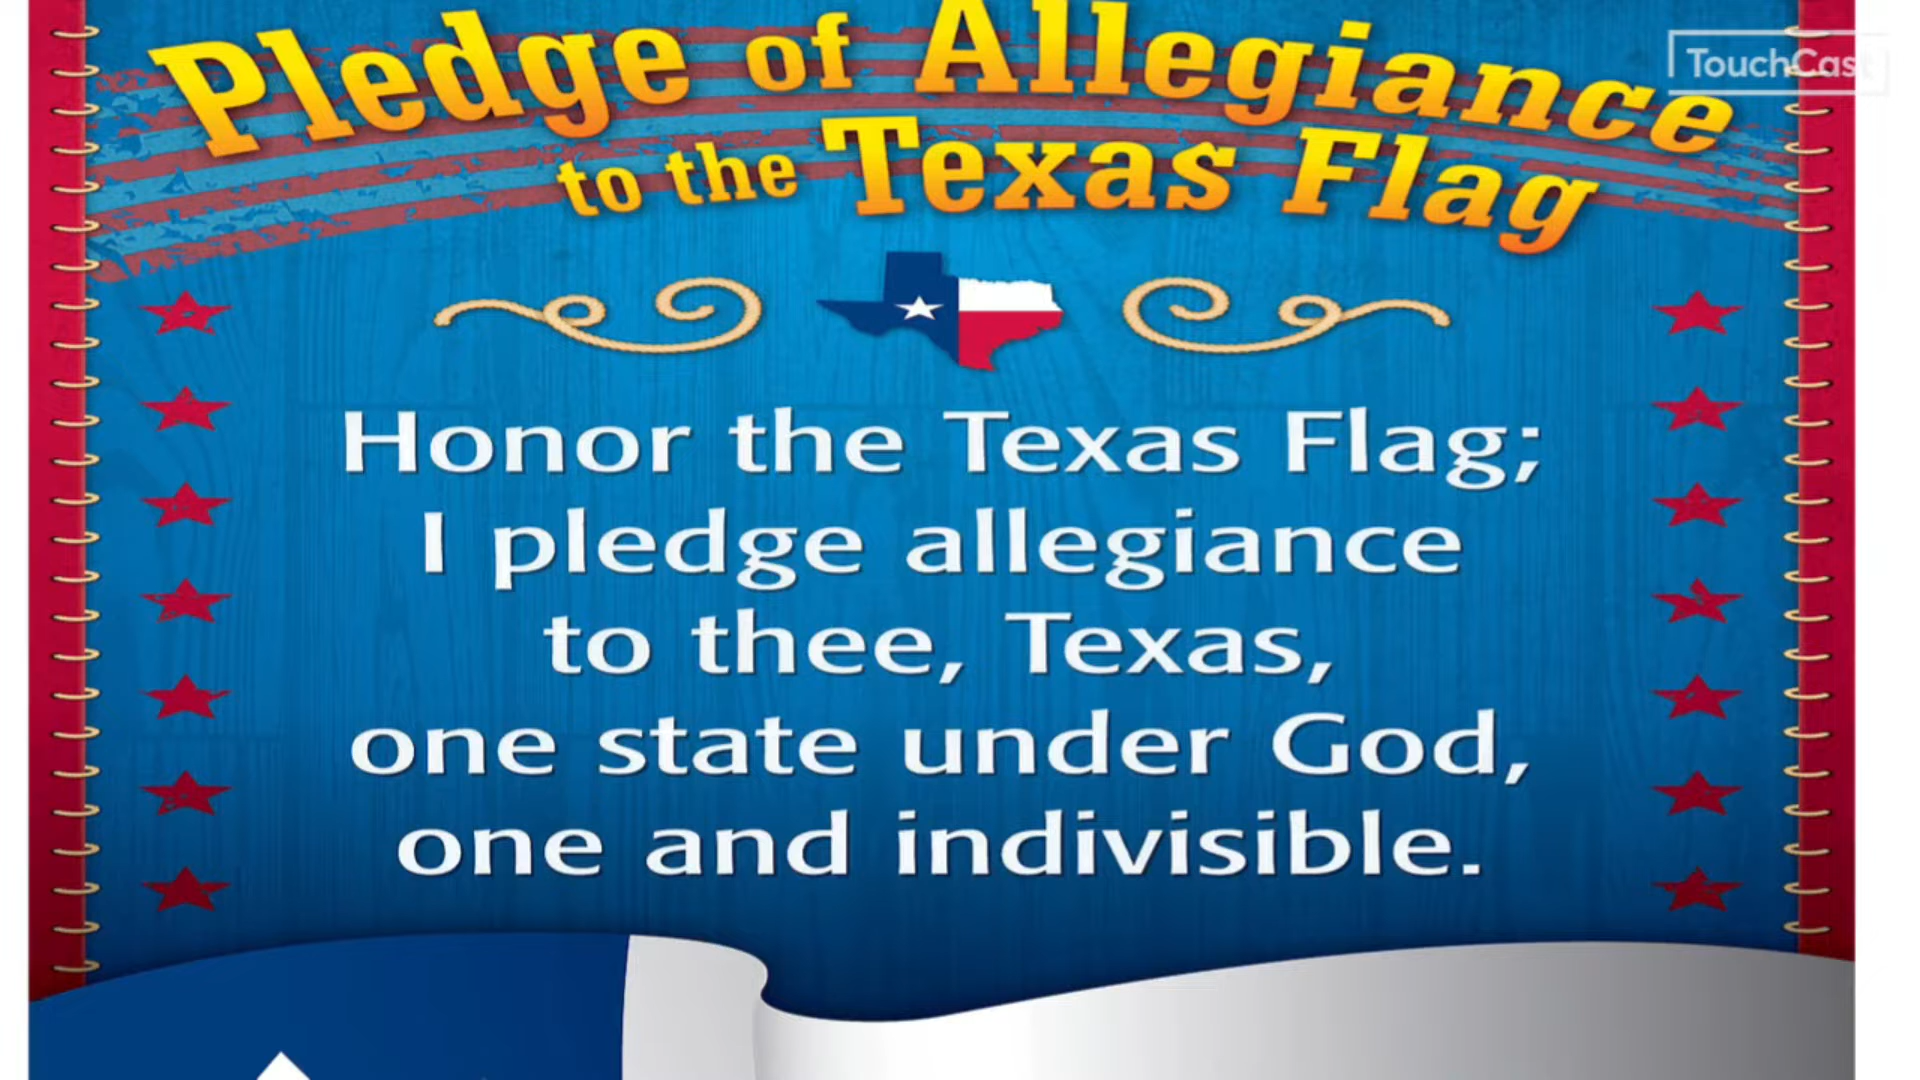 Pledge of Allegiance
to the Texas Flag
TouchCast
Honor the Texas Flag;
I pledge allegiance
to thee, Texas,
one state under God,
one and indivisible.